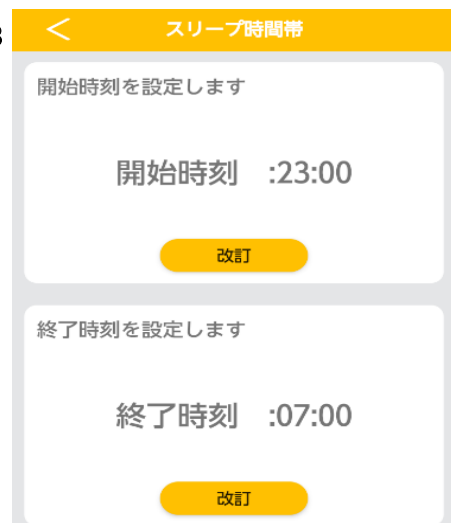 スリープ時間帯
開始時刻を設定します
開始時刻 :23:00
改訂
終了時刻を設定します
終了時刻 :07:00
改訂